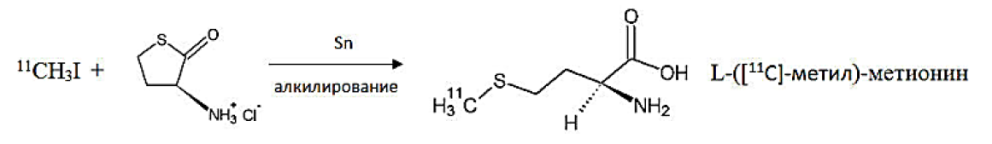 ¹¹CH3I +
S
O
NH₃⁺ Cl⁻
Sn
алкилирование
H₃¹¹C
S
O
OH
NH₂
H
L-([¹¹C]-метил)-метионин